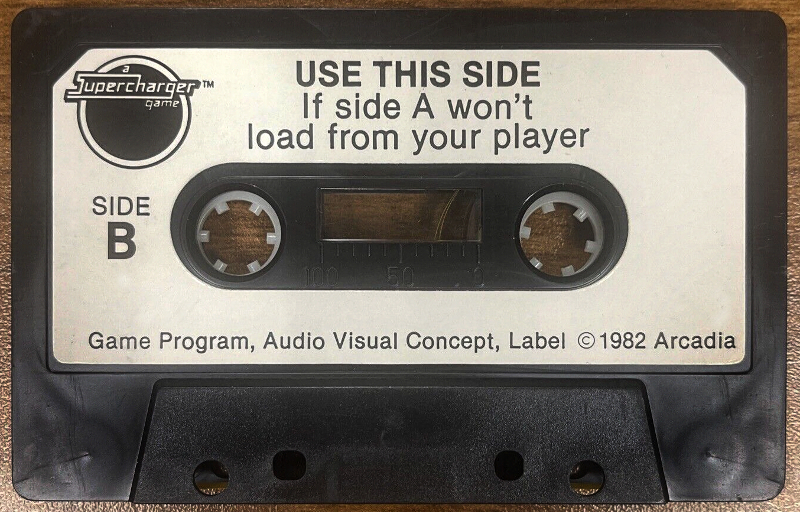 a
Supercharger™
game
USE THIS SIDE
If side A won't
load from your player
SIDE
B
100 50 0
Game Program, Audio Visual Concept, Label ©1982 Arcadia